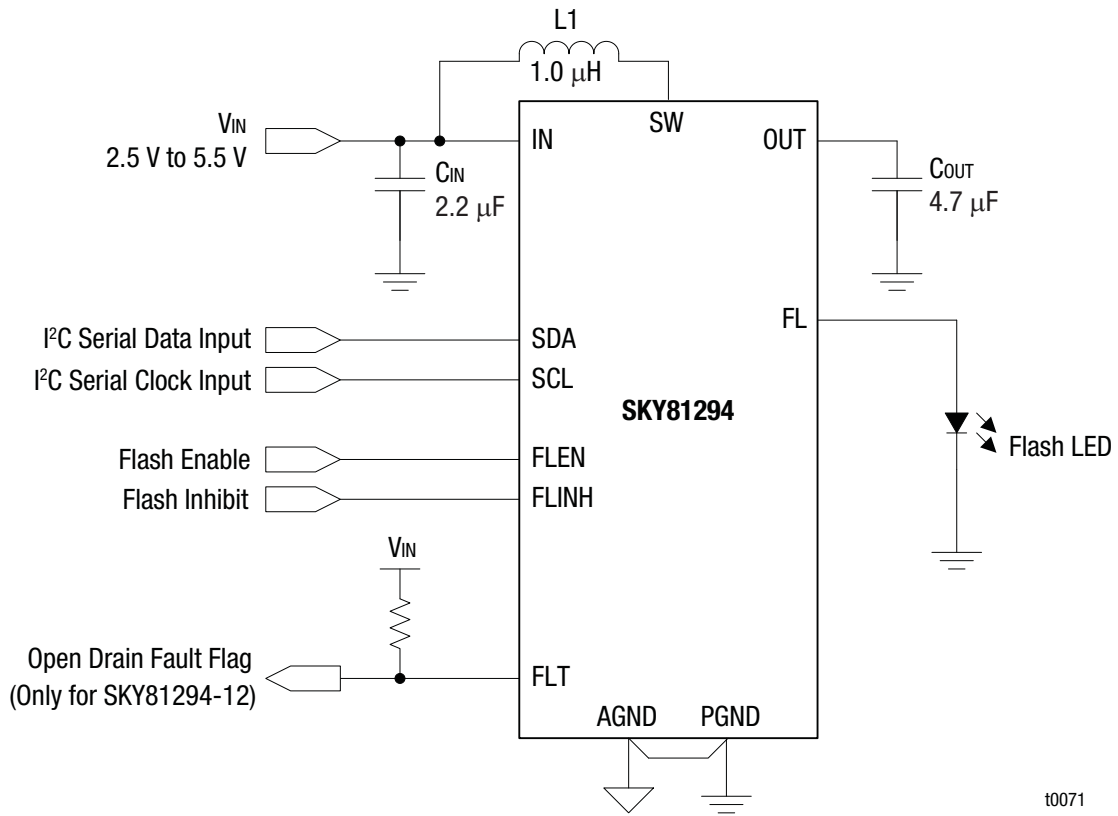 L1
1.0 μH
VIN
2.5 V to 5.5 V
IN
SW
OUT
CIN
2.2 μF
COUT
4.7 μF
I²C Serial Data Input
SDA
FL
I²C Serial Clock Input
SCL
SKY81294
Flash LED
Flash Enable
FLEN
Flash Inhibit
FLINH
VIN
Open Drain Fault Flag
(Only for SKY81294-12)
FLT
AGND
PGND
t0071